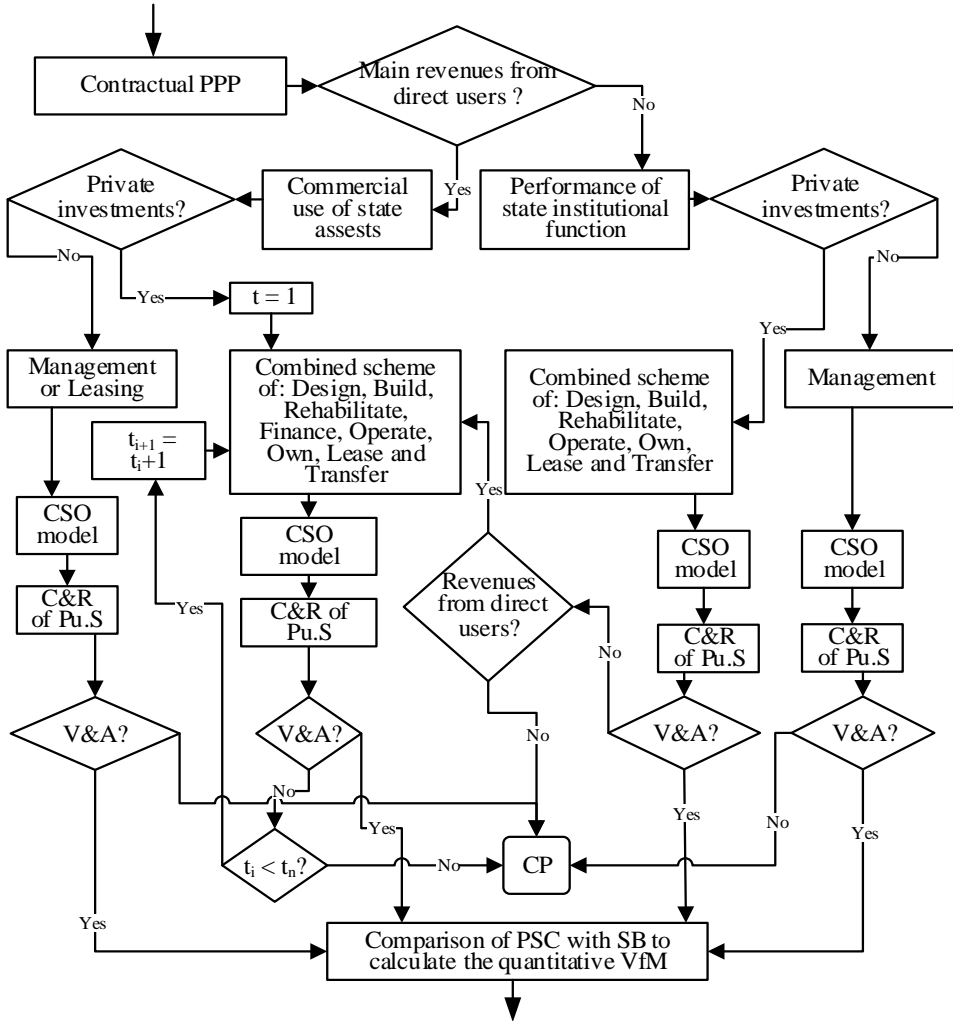 Contractual PPP
Main revenues from
direct users ?
No
Yes
Private
investments?
Commercial
use of state
assests
Performance of
state institutional
function
Private
investments?
No
Yes
t = 1
No
Yes
Management
or Leasing
Combined scheme
of: Design, Build,
Rehabilitate,
Finance, Operate,
Own, Lease and
Transfer
Combined scheme
of: Design, Build,
Rehabilitate,
Operate, Own,
Lease and Transfer
Management
tᵢ₊₁ =
tᵢ+1
Yes
CSO
model
CSO
model
CSO
model
CSO
model
C&R
of Pu.S
Yes
C&R of
Pu.S
Revenues
from direct
users?
No
C&R
of Pu.S
C&R
of Pu.S
V&A?
V&A?
No
V&A?
V&A?
No
Yes
Yes
No
Yes
tᵢ < tₙ?
No
CP
Yes
Comparison of PSC with SB to
calculate the quantitative VfM